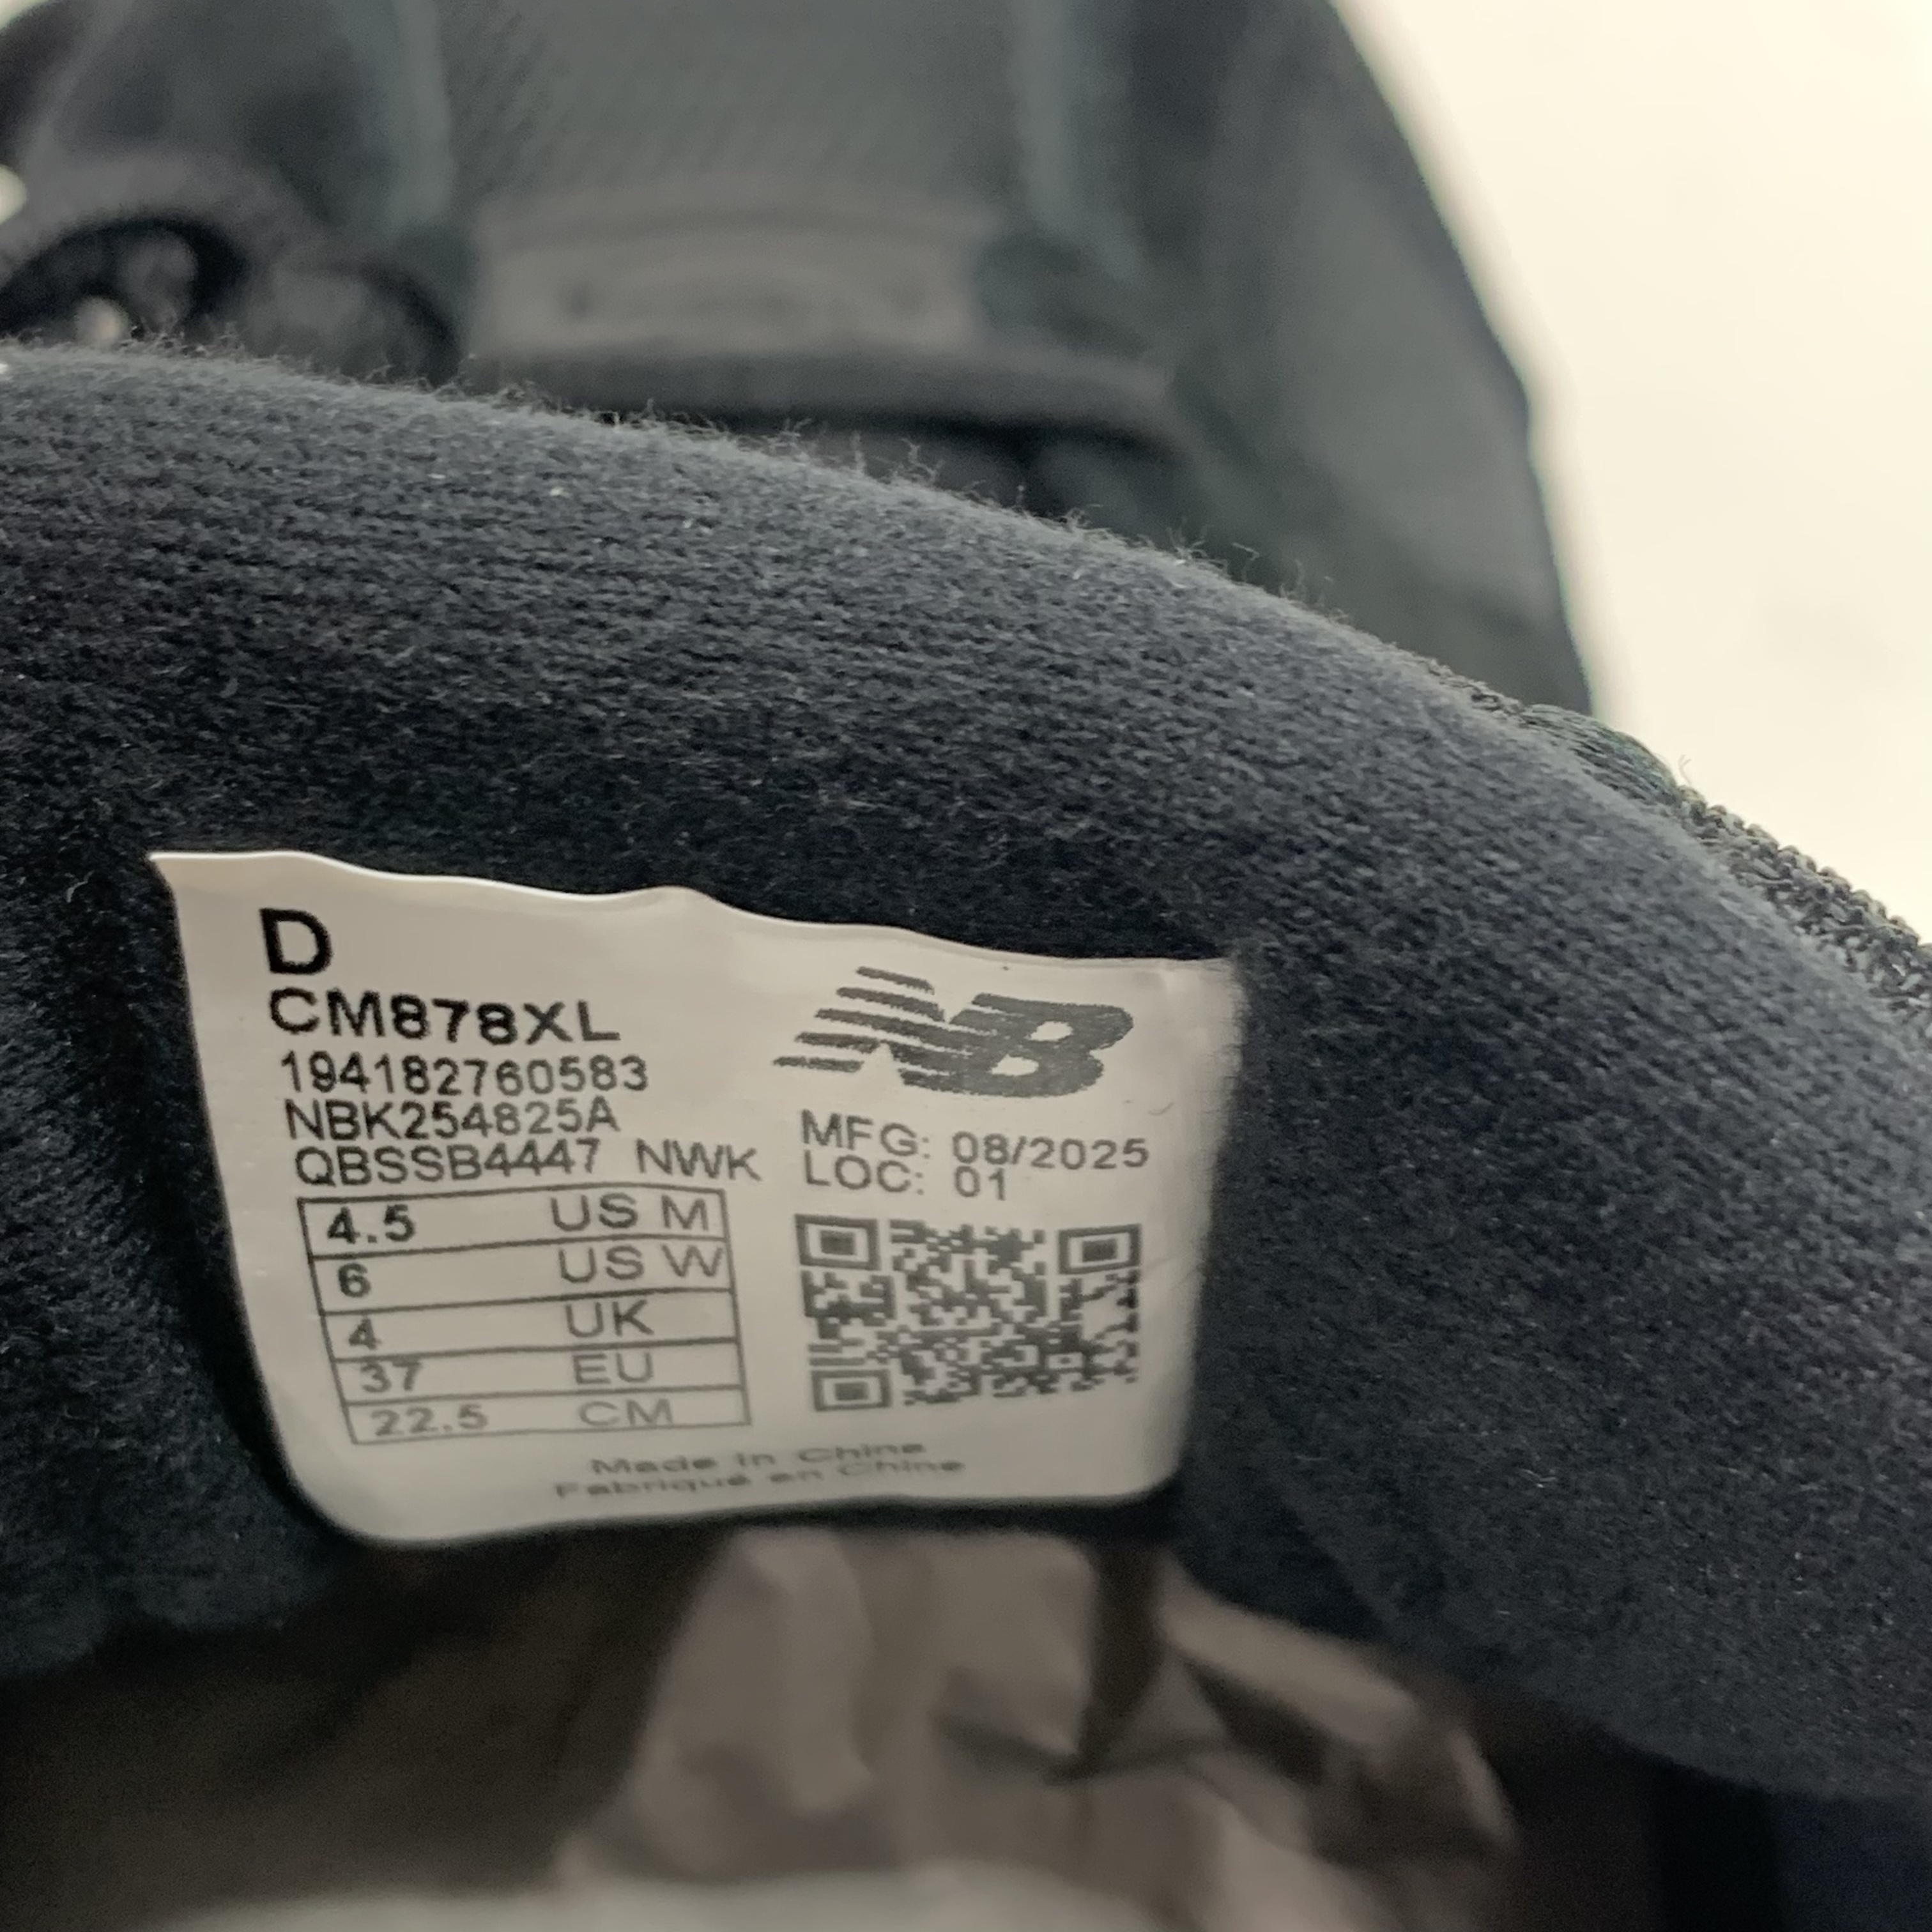 D
CM878XL
194182760583
NBK254825A
QBSSB4447 NWK
NB
MFG: 08/2025
LOC: 01
4.5 US M
6 US W
4 UK
37 EU
22.5 CM
Made in China
Fabriqué en Chine